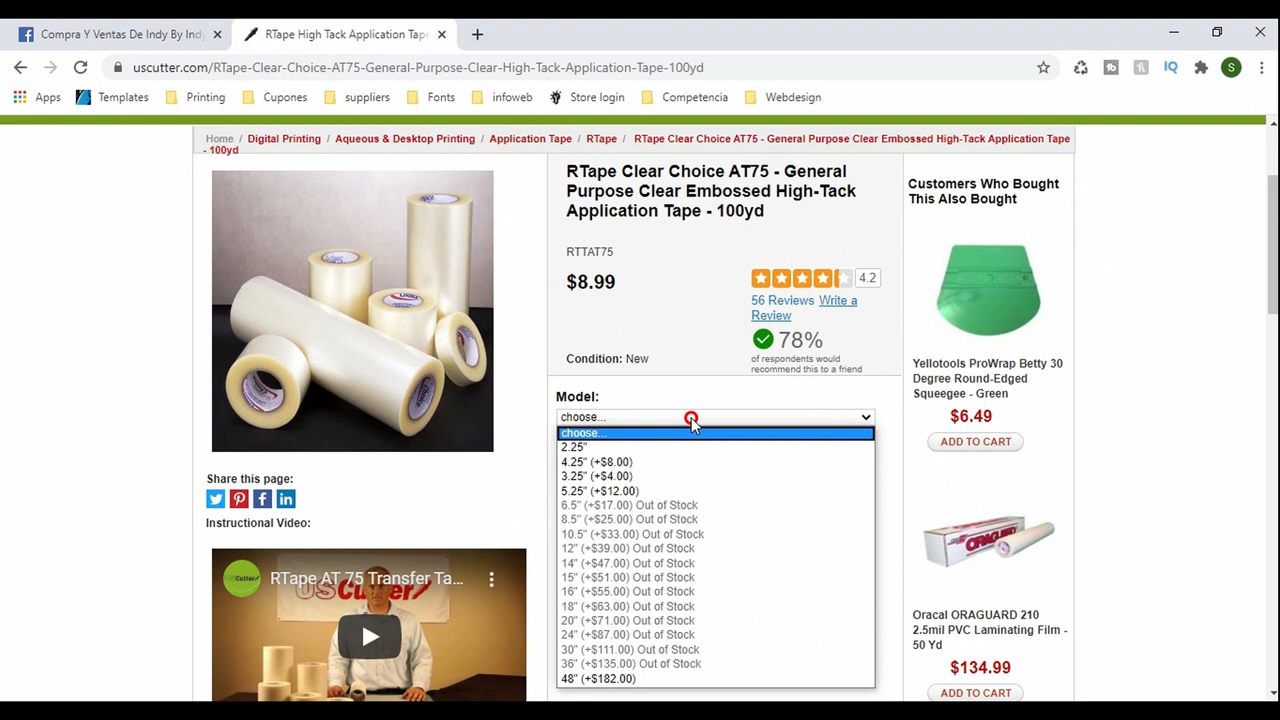 Compra Y Ventas De Indy By Indy
RTape High Tack Application Tape
uscutter.com/RTape-Clear-Choice-AT75-General-Purpose-Clear-High-Tack-Application-Tape-100yd
S
Apps
Templates
Printing
Cupones
suppliers
Fonts
infoweb
Store login
Competencia
Webdesign
Home / Digital Printing / Aqueous & Desktop Printing / Application Tape / RTape / RTape Clear Choice AT75 - General Purpose Clear Embossed High-Tack Application Tape
- 100yd
RTape Clear Choice AT75 - General
Purpose Clear Embossed High-Tack
Application Tape - 100yd
RTTAT75
$8.99
4.2
56 Reviews Write a
Review
78%
of respondents would
recommend this to a friend
Condition: New
Model:
choose...
choose...
2.25"
4.25" (+$8.00)
3.25" (+$4.00)
5.25" (+$12.00)
6.5" (+$17.00) Out of Stock
8.5" (+$25.00) Out of Stock
10.5" (+$33.00) Out of Stock
12" (+$39.00) Out of Stock
14" (+$47.00) Out of Stock
15" (+$51.00) Out of Stock
16" (+$55.00) Out of Stock
18" (+$63.00) Out of Stock
20" (+$71.00) Out of Stock
24" (+$87.00) Out of Stock
30" (+$111.00) Out of Stock
36" (+$135.00) Out of Stock
48" (+$182.00)
Share this page:
Instructional Video:
RTape AT 75 Transfer Ta...
USCutter
Customers Who Bought
This Also Bought
Yellotools ProWrap Betty 30
Degree Round-Edged
Squeegee - Green
$6.49
ADD TO CART
ORAGUARD
Oracal ORAGUARD 210
2.5mil PVC Laminating Film -
50 Yd
$134.99
ADD TO CART